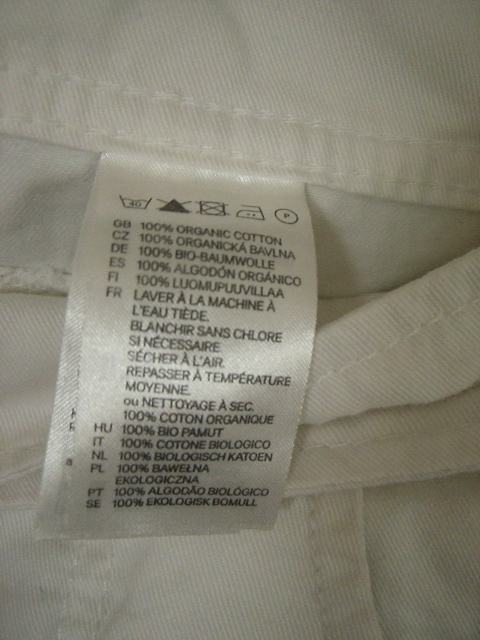 40 P
GB 100% ORGANIC COTTON
CZ 100% ORGANICKÁ BAVLNA
DE 100% BIO-BAUMWOLLE
ES 100% ALGODÓN ORGÁNICO
FI 100% LUOMUPUUVILLAA
FR LAVER À LA MACHINE À
L'EAU TIÈDE.
BLANCHIR SANS CHLORE
SI NÉCESSAIRE.
SÉCHER À L'AIR.
REPASSER À TEMPÉRATURE
MOYENNE.
ou NETTOYAGE À SEC.
100% COTON ORGANIQUE
HU 100% BIO PAMUT
IT 100% COTONE BIOLOGICO
NL 100% BIOLOGISCH KATOEN
PL 100% BAWEŁNA
EKOLOGICZNA
PT 100% ALGODÃO BIOLÓGICO
SE 100% EKOLOGISK BOMULL